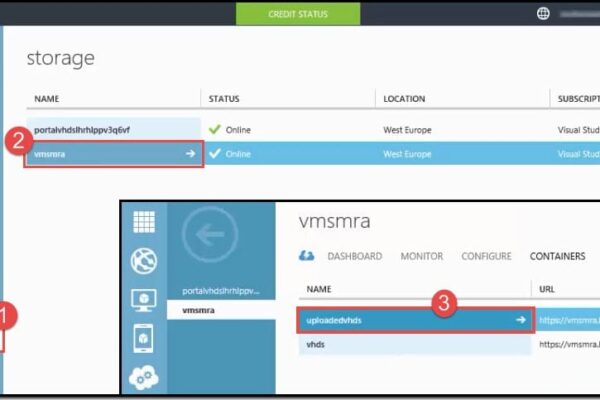 CREDIT STATUS
storage
NAME STATUS LOCATION SUBSCRIPT
portalvhdslhrhlppv3q6vf Online West Europe Visual Stud
2
vmsmra Online West Europe Visual Stud
vmsmra
DASHBOARD MONITOR CONFIGURE CONTAINERS
portalvhdslhrhlppv...
NAME URL
vmsmra
3
1
uploadedvhds https://vmsmra.
vhds https://vmsmra.